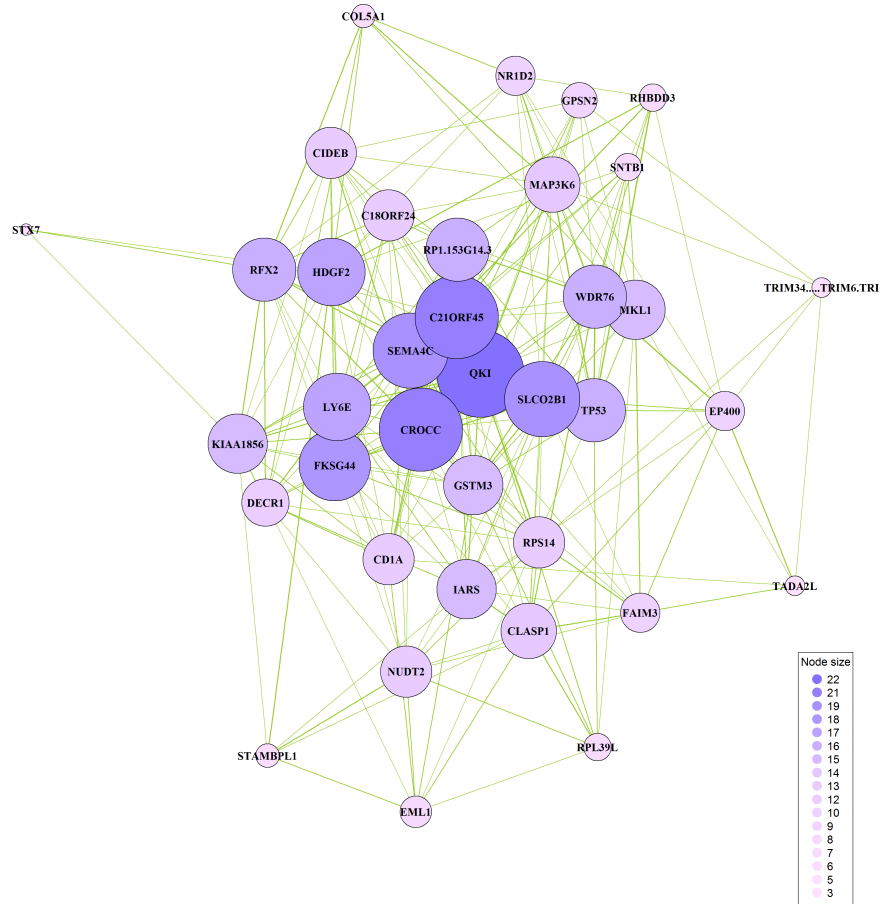 COL5A1
NR1D2
GPSN2
RHBDD3
CIDEB
SNTB1
MAP3K6
C18ORF24
STX7
RP1.153G14.3
RFX2
HDGF2
TRIM34.....TRIM6.TRI
WDR76
MKL1
C21ORF45
SEMA4C
QKI
SLCO2B1
LY6E
TP53
EP400
CROCC
KIAA1856
FKSG44
GSTM3
DECR1
RPS14
CD1A
TADA2L
IARS
FAIM3
CLASP1
NUDT2
STAMBPL1
RPL39L
EML1
Node size
22
21
19
18
17
16
15
14
13
12
10
9
8
7
6
5
3